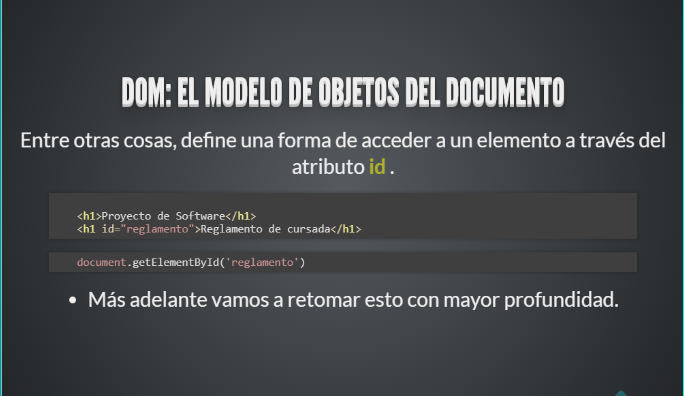 DOM: EL MODELO DE OBJETOS DEL DOCUMENTO
Entre otras cosas, define una forma de acceder a un elemento a través del
atributo id .
<h1>Proyecto de Software</h1>
<h1 id="reglamento">Reglamento de cursada</h1>
document.getElementById('reglamento')
• Más adelante vamos a retomar esto con mayor profundidad.